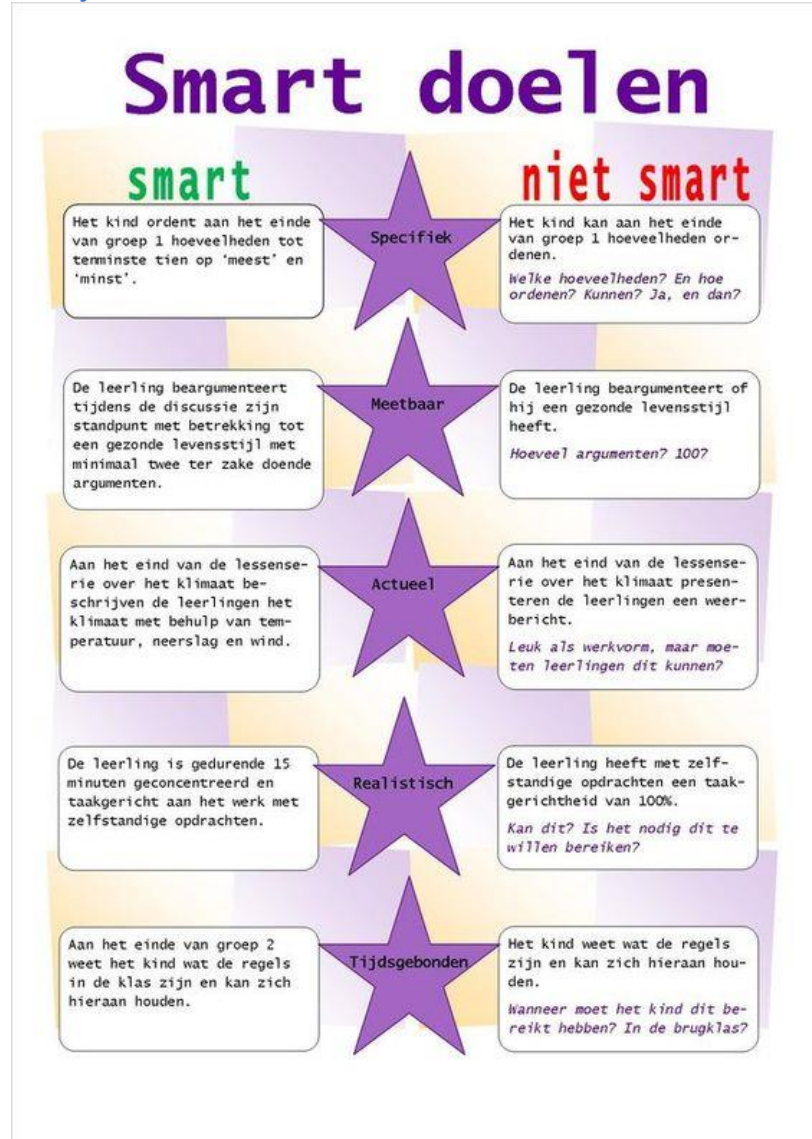 Smart doelen
smart
niet smart
Het kind ordent aan het einde
van groep 1 hoeveelheden tot
tenminste tien op ‘meest’ en
‘minst’.
Specifiek
Het kind kan aan het einde
van groep 1 hoeveelheden or-
denen.
Welke hoeveelheden? En hoe
ordenen? Kunnen? Ja, en dan?
De leerling beargumenteert
tijdens de discussie zijn
standpunt met betrekking tot
een gezonde levensstijl met
minimaal twee ter zake doende
argumenten.
Meetbaar
De leerling beargumenteert of
hij een gezonde levensstijl
heeft.
Hoeveel argumenten? 100?
Aan het eind van de lessense-
rie over het klimaat be-
schrijven de leerlingen het
klimaat met behulp van tem-
peratuur, neerslag en wind.
Actueel
Aan het eind van de lessense-
rie over het klimaat presen-
teren de leerlingen een weer-
bericht.
Leuk als werkvorm, maar moe-
ten leerlingen dit kunnen?
De leerling is gedurende 15
minuten geconcentreerd en
taakgericht aan het werk met
zelfstandige opdrachten.
Realistisch
De leerling heeft met zelf-
standige opdrachten een taak-
gerichtheid van 100%.
Kan dit? Is het nodig dit te
willen bereiken?
Aan het einde van groep 2
weet het kind wat de regels
in de klas zijn en kan zich
hieraan houden.
Tijdsgebonden
Het kind weet wat de regels
zijn en kan zich hieraan hou-
den.
Wanneer moet het kind dit be-
reikt hebben? In de brugklas?